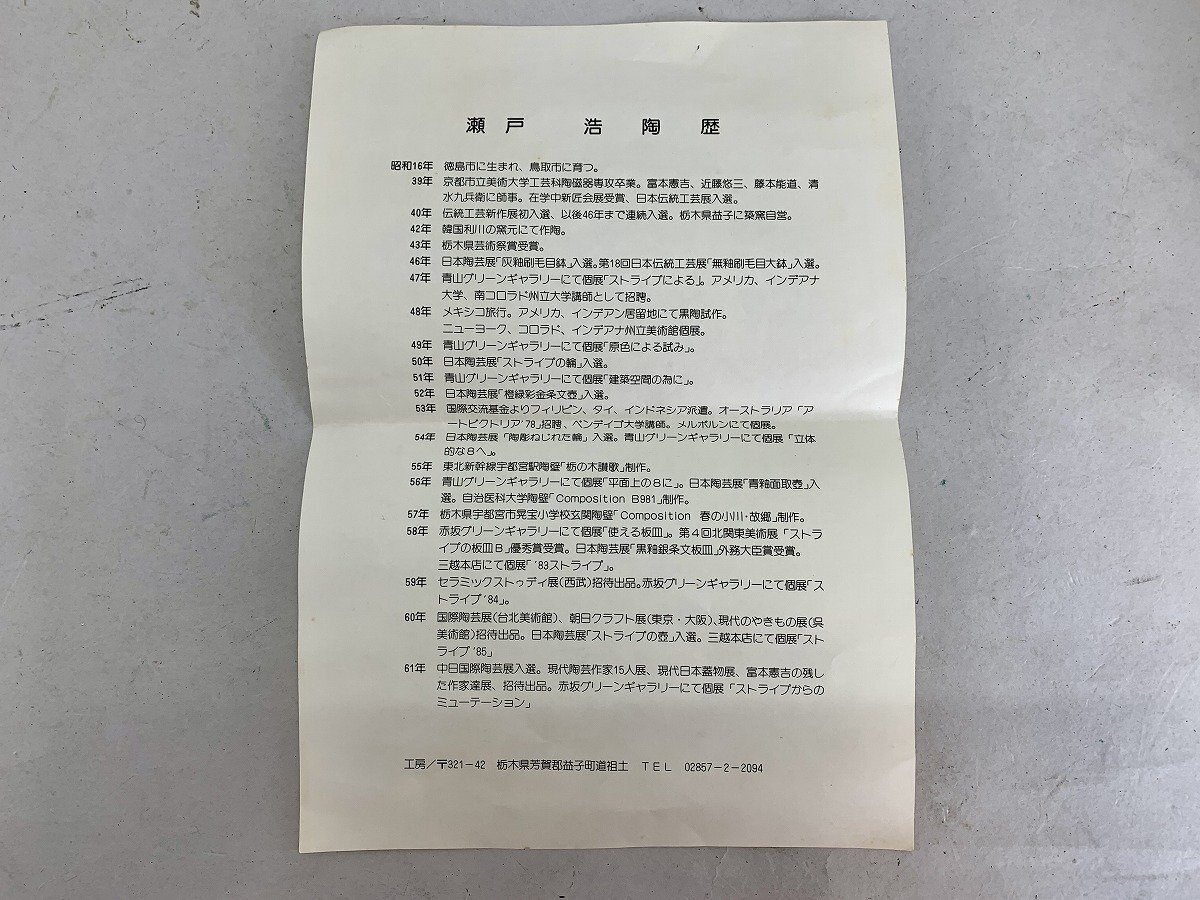 瀬戸 浩陶歴
昭和16年 徳島市に生まれ、鳥取市に育つ。
39年 京都市立美術大学工芸科陶磁器専攻卒業。富本憲吉、近藤悠三、藤本能道、清
水九兵衛に師事。在学中新匠会展受賞、日本伝統工芸展入選。
40年 伝統工芸新作展初入選、以後46年まで連続入選。栃木県益子に築窯自営。
42年 韓国利川の窯元にて作陶。
43年 栃木県芸術祭賞受賞。
46年 日本陶芸展「灰釉刷毛目鉢」入選。第18回日本伝統工芸展「無釉刷毛目大鉢」入選。
47年 青山グリーンギャラリーにて個展「ストライプによる」。アメリカ、インデアナ
大学、南コロラド州立大学講師として招聘。
48年 メキシコ旅行。アメリカ、インデアン居留地にて黒陶試作。
ニューヨーク、コロラド、インデアナ州立美術館個展。
49年 青山グリーンギャラリーにて個展「原色による試み」。
50年 日本陶芸展「ストライプの輪」入選。
51年 青山グリーンギャラリーにて個展「建築空間の為に」。
52年 日本陶芸展「橙緑彩金条文壺」入選。
53年 国際交流基金よりフィリピン、タイ、インドネシア派遣。オーストラリア「ア
ートビクトリア'78」招聘、ベンデイゴ大学講師。メルボルンにて個展。
54年 日本陶芸展「陶彫ねじれた輪」入選。青山グリーンギャラリーにて個展「立体
的な8へ」。
55年 東北新幹線宇都宮駅陶壁「栃の木讃歌」制作。
56年 青山グリーンギャラリーにて個展「平面上の8に」。日本陶芸展「青釉面取壺」入
選。自治医科大学陶壁「Composition B981」制作。
57年 栃木県宇都宮市晃宝小学校玄関陶壁「Composition 春の小川・故郷」制作。
58年 赤坂グリーンギャラリーにて個展「使える板皿」。第4回北関東美術展「ストラ
イプの板皿B」優秀賞受賞。日本陶芸展「黒釉銀条文板皿」外務大臣賞受賞。
三越本店にて個展「'83ストライプ」。
59年 セラミックストゥディ展(西武)招待出品。赤坂グリーンギャラリーにて個展「ス
トライプ'84」。
60年 国際陶芸展(台北美術館)、朝日クラフト展(東京・大阪)、現代のやきもの展(呉
美術館)招待出品。日本陶芸展「ストライプの壺」入選。三越本店にて個展「スト
ライプ'85」
61年 中日国際陶芸展入選。現代陶芸作家15人展、現代日本蓋物展、富本憲吉の残し
た作家達展、招待出品。赤坂グリーンギャラリーにて個展「ストライプからの
ミューテーション」
工房/〒321-42 栃木県芳賀郡益子町道祖土 TEL 02857-2-2094